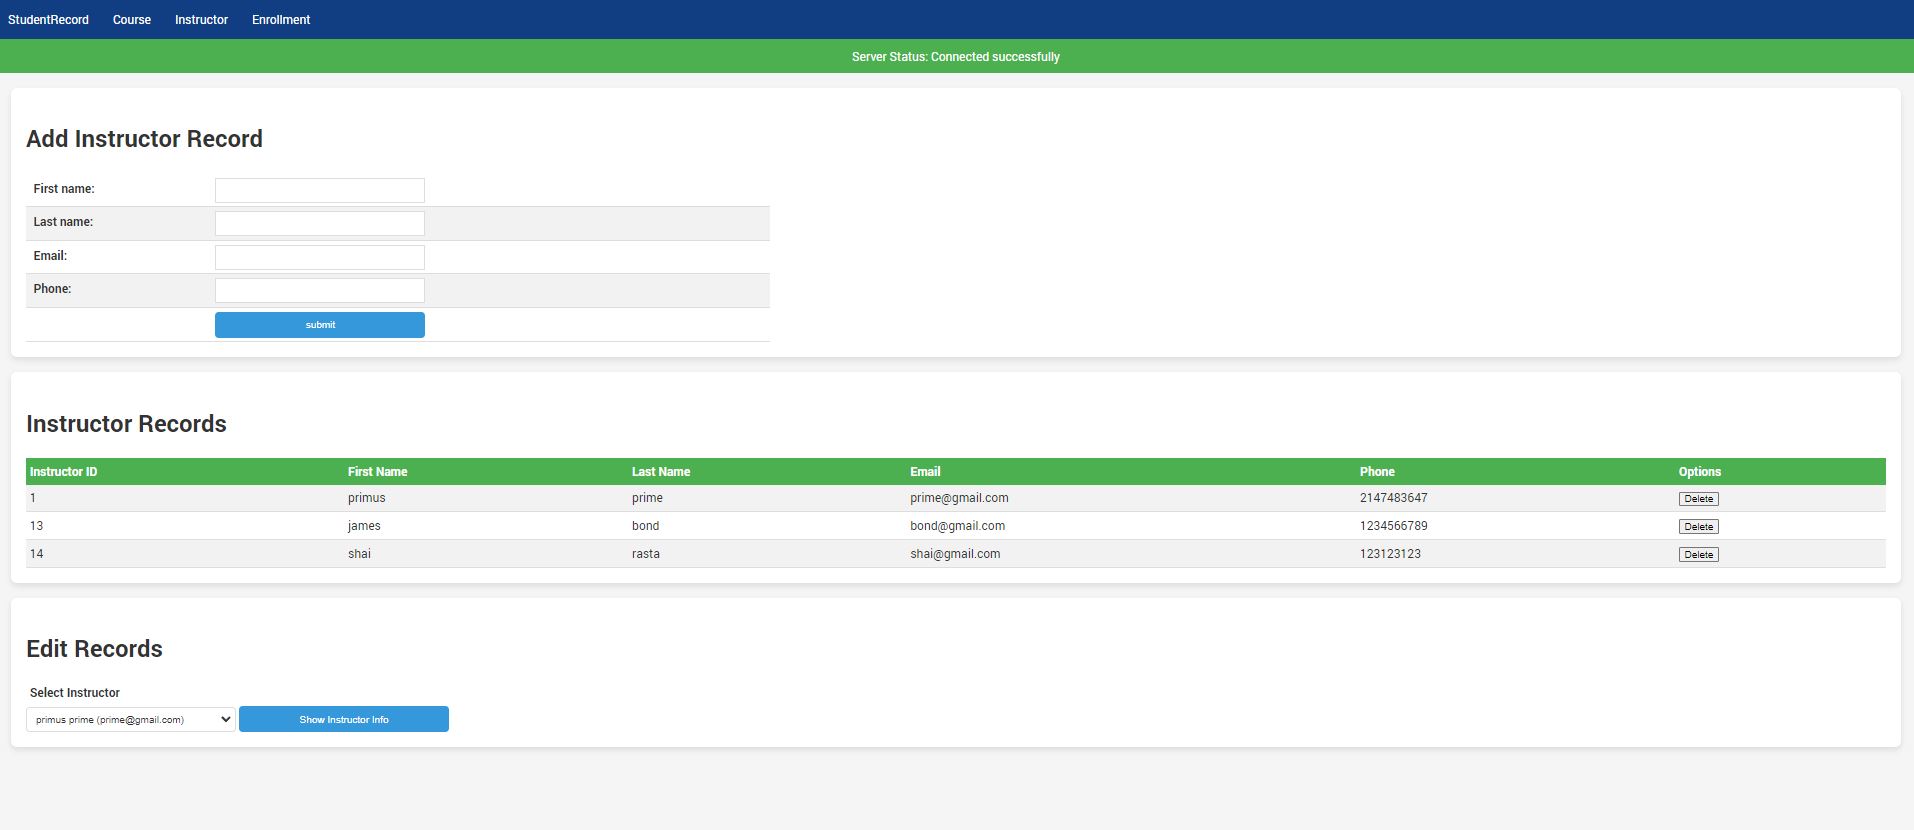 StudentRecord Course Instructor Enrollment
Server Status: Connected successfully
Add Instructor Record
First name:
Last name:
Email:
Phone:
submit
Instructor Records
Instructor ID First Name Last Name Email Phone Options
1 primus prime prime@gmail.com 2147483647 Delete
13 james bond bond@gmail.com 1234566789 Delete
14 shai rasta shai@gmail.com 123123123 Delete
Edit Records
Select Instructor
primus prime (prime@gmail.com) Show Instructor Info